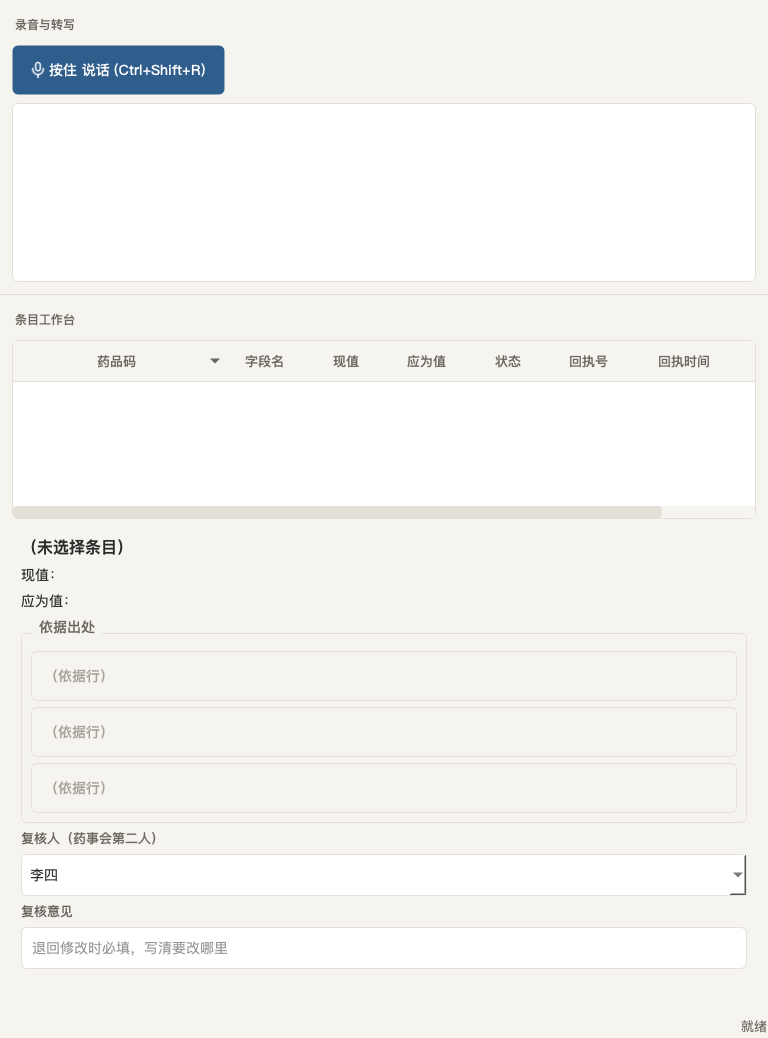 录音与转写
按住 说话 (Ctrl+Shift+R)
条目工作台
药品码 字段名 现值 应为值 状态 回执号 回执时间
（未选择条目）
现值：
应为值：
依据出处
（依据行）
（依据行）
（依据行）
复核人（药事会第二人）
李四
复核意见
退回修改时必填，写清要改哪里
就绪